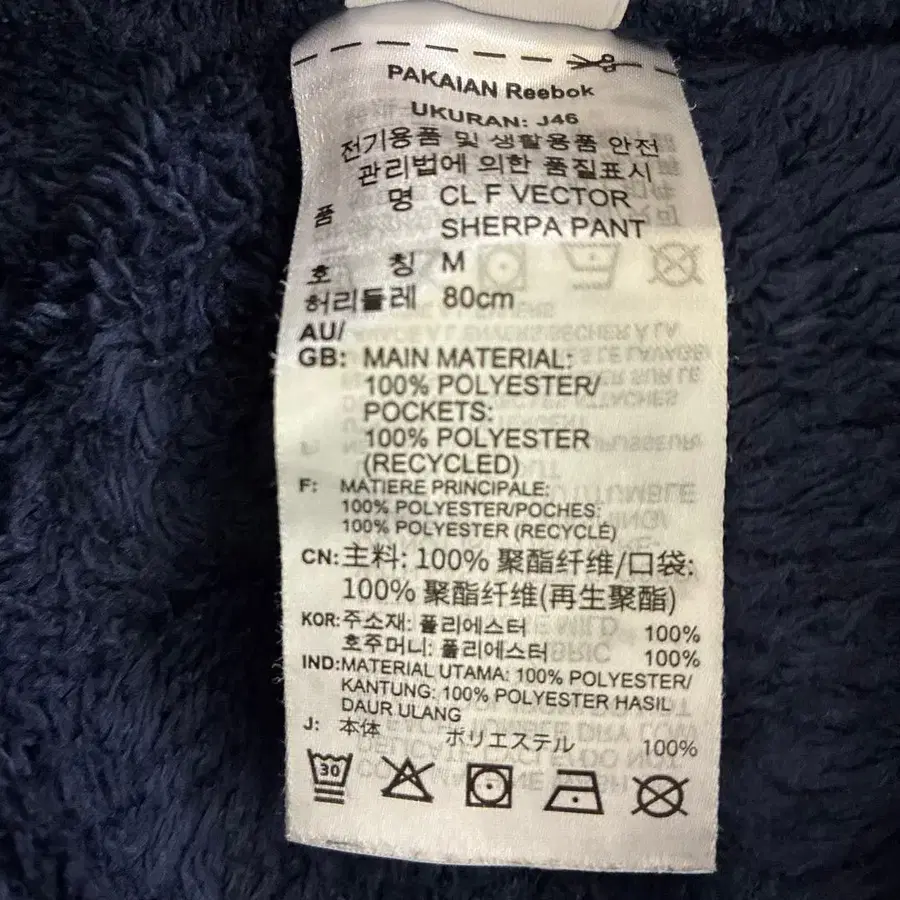 PAKAIAN Reebok
UKURAN: J46
전기용품 및 생활용품 안전
관리법에 의한 품질표시
품 명 CL F VECTOR
SHERPA PANT
호 칭 M
허리둘레 80cm
AU/
GB: MAIN MATERIAL:
100% POLYESTER/
POCKETS:
100% POLYESTER
(RECYCLED)
F: MATIERE PRINCIPALE:
100% POLYESTER/POCHES:
100% POLYESTER (RECYCLÉ)
CN: 主料: 100% 聚酯纤维/口袋:
100% 聚酯纤维(再生聚酯)
KOR: 주소재: 폴리에스터 100%
호주머니: 폴리에스터 100%
IND: MATERIAL UTAMA: 100% POLYESTER/
KANTUNG: 100% POLYESTER HASIL
DAUR ULANG
J: 本体 ポリエステル 100%
30